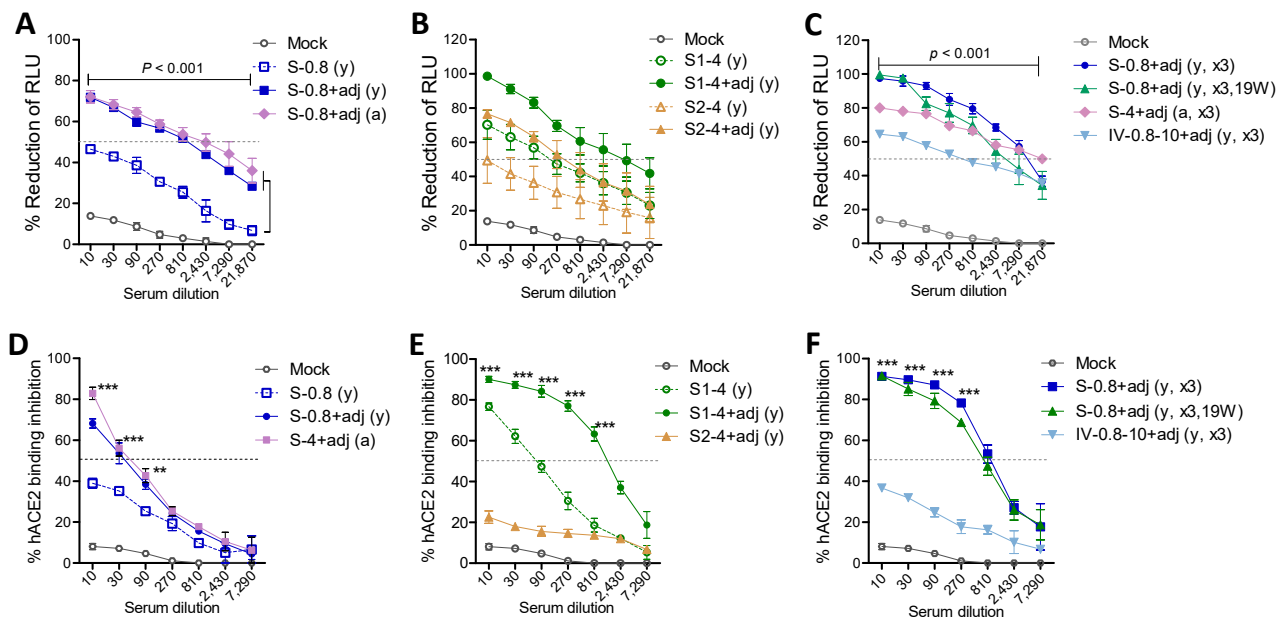 A
% Reduction of RLU
100
80
60
40
20
0
P < 0.001
10
30
90
270
810
2,430
7,290
21,870
Serum dilution
Mock
S-0.8 (y)
S-0.8+adj (y)
S-0.8+adj (a)
B
% Reduction of RLU
120
100
80
60
40
20
0
10
30
90
270
810
2,430
7,290
21,870
Serum dilution
Mock
S1-4 (y)
S1-4+adj (y)
S2-4 (y)
S2-4+adj (y)
C
% Reduction of RLU
120
100
80
60
40
20
0
p < 0.001
10
30
90
270
810
2,430
7,290
21,870
Serum dilution
Mock
S-0.8+adj (y, x3)
S-0.8+adj (y, x3,19W)
S-4+adj (a, x3)
IV-0.8-10+adj (y, x3)
D
% hACE2 binding inhibition
100
80
60
40
20
0
***
***
**
10
30
90
270
810
2,430
7,290
Serum dilution
Mock
S-0.8 (y)
S-0.8+adj (y)
S-4+adj (a)
E
% hACE2 binding inhibition
100
80
60
40
20
0
*** *** *** *** ***
10
30
90
270
810
2,430
7,290
Serum dilution
Mock
S1-4 (y)
S1-4+adj (y)
S2-4+adj (y)
F
% hACE2 binding inhibition
100
80
60
40
20
0
*** *** *** ***
10
30
90
270
810
2,430
7,290
Serum dilution
Mock
S-0.8+adj (y, x3)
S-0.8+adj (y, x3,19W)
IV-0.8-10+adj (y, x3)